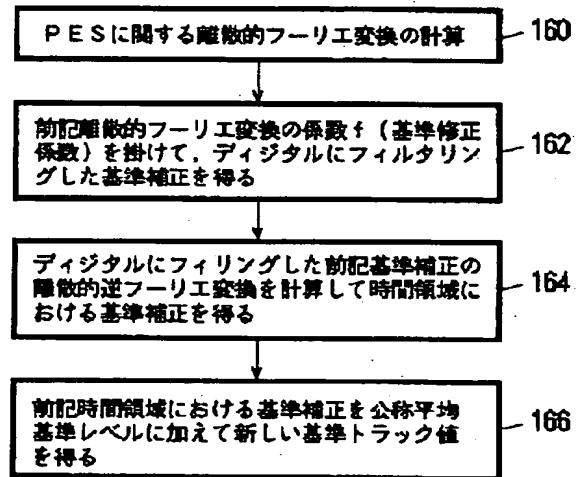 PESに関する離散的フーリエ変換の計算
160
前記離散的フーリエ変換の係数f(基準修正
係数)を掛けて,ディジタルにフィルタリン
グした基準補正を得る
162
ディジタルにフィリングした前記基準補正の
離散的逆フーリエ変換を計算して時間領域に
おける基準補正を得る
164
前記時間領域における基準補正を公称平均
基準レベルに加えて新しい基準トラック値
を得る
166